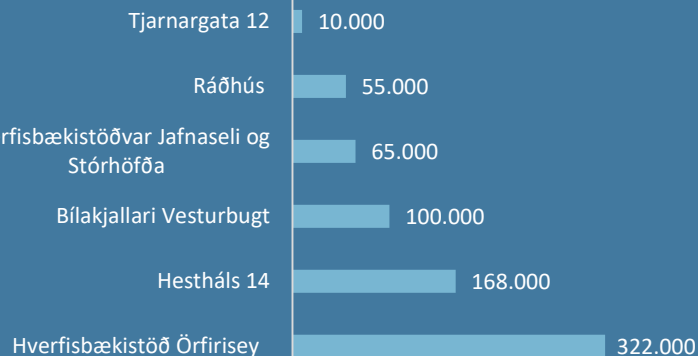 Tjarnargata 12
10.000
Ráðhús
55.000
rfisbækistöðvar Jafnaseli og
Stórhöfða
65.000
Bílakjallari Vesturbugt
100.000
Hestháls 14
168.000
Hverfisbækistöð Örfirisey
322.000